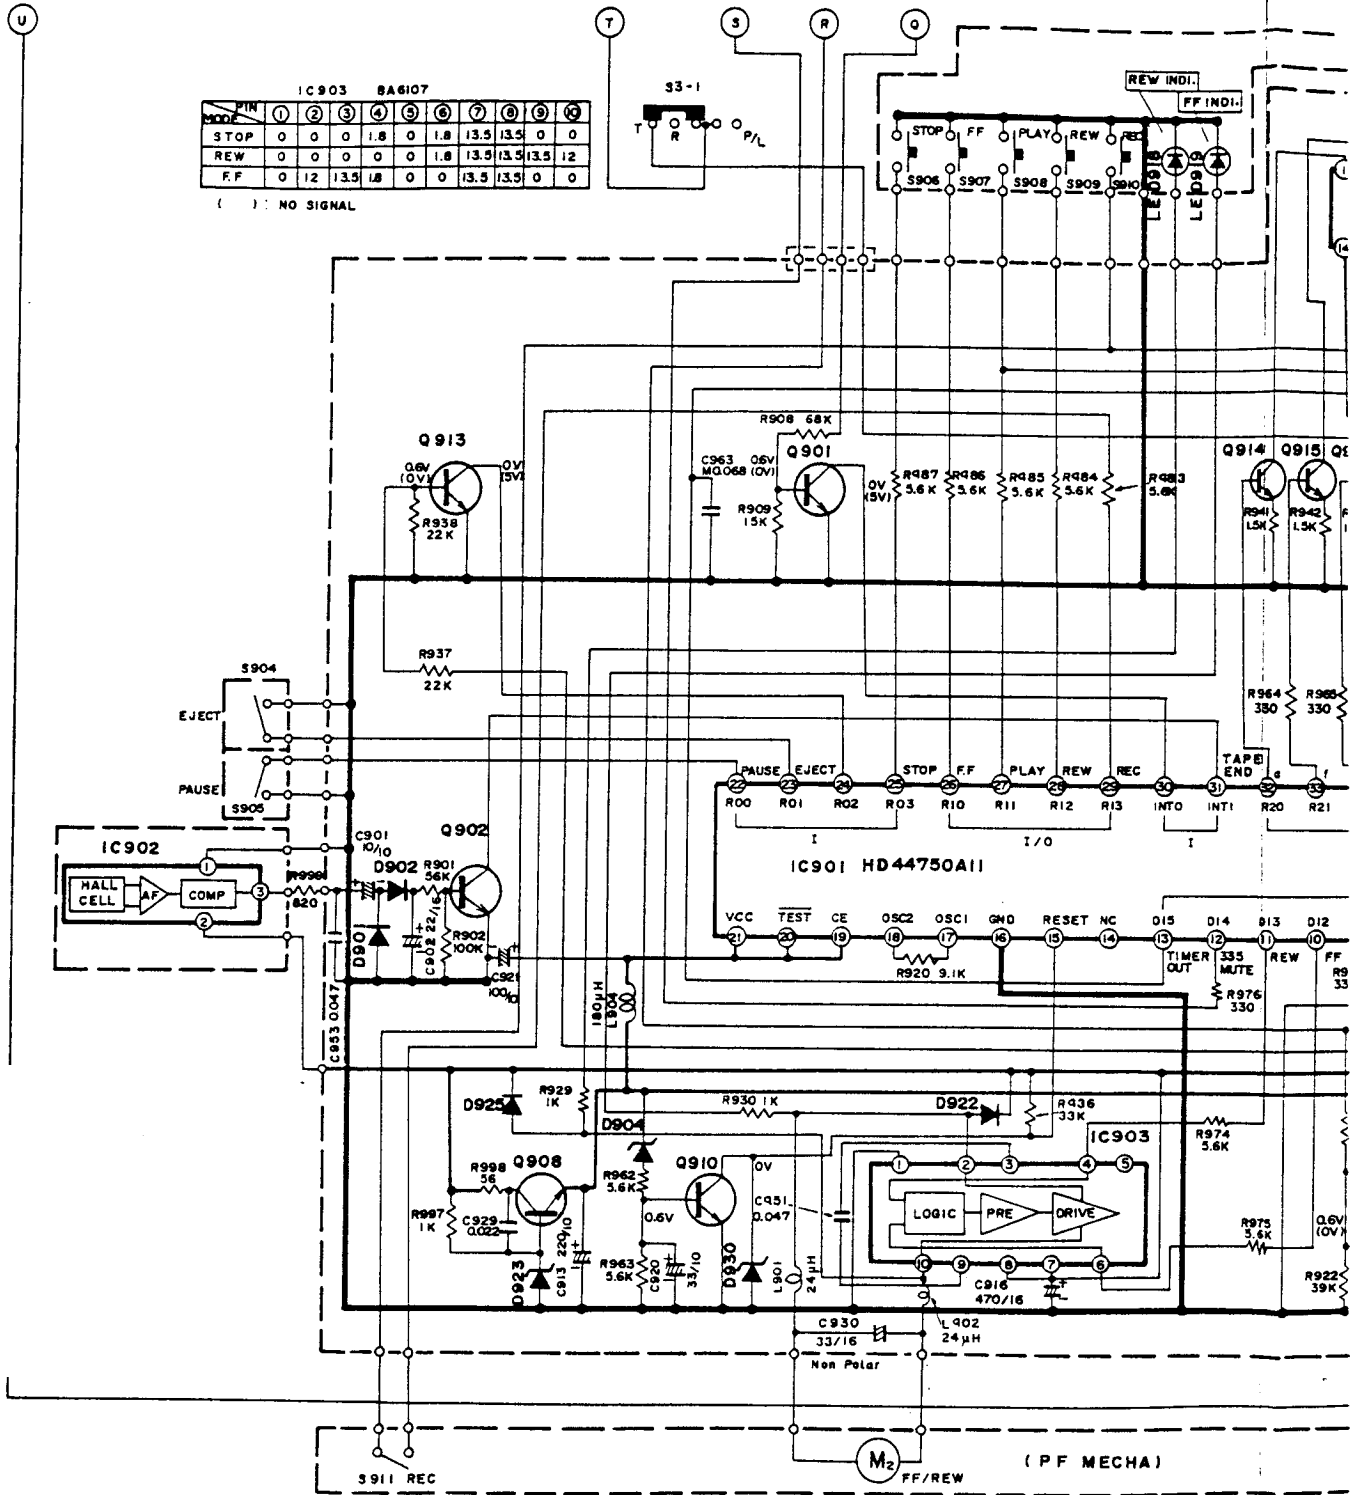 U T S R Q
IC903 BA6107
PIN MODE 1 2 3 4 5 6 7 8 9 10
STOP 0 0 0 1.8 0 1.8 13.5 13.5 0 0
REW 0 0 0 0 0 1.8 13.5 13.5 13.5 12
F.F 0 12 13.5 1.8 0 0 13.5 13.5 0 0
( ) : NO SIGNAL
S3-1
T R P/L
REW INDI.
FF INDI.
STOP FF PLAY REW REC
S906 S907 S908 S909 S910
LED918 LED919
1
14
Q913
0.6V (0V)
0V (5V)
R938 22K
C963 M0.068
R908 68K
0.6V (0V)
Q901
R909 15K
0V (5V)
R987 5.6K
R986 5.6K
R985 5.6K
R984 5.6K
R983 5.6K
Q914 Q915
R941 1.5K
R942 1.5K
R937 22K
S904
EJECT
PAUSE
S905
R964 330
R965 330
PAUSE EJECT STOP F.F PLAY REW REC TAPE END a f
22 23 24 25 26 27 28 29 30 31 32 33
R00 R01 R02 R03 R10 R11 R12 R13 INT0 INT1 R20 R21
I I/O I
IC901 HD44750A11
VCC TEST CE OSC2 OSC1 GND RESET NC D15 D14 D13 D12
21 20 19 18 17 16 15 14 13 12 11 10
TIMER OUT 335 MUTE REW FF
R920 9.1K
R976 330
IC902
HALL CELL AF COMP
1 2 3
R999 820
C901 10/10
D902
R901 56K
Q902
D901
C902 22/16
R902 100K
C921 100/10
C953 0.047
180μH L904
D925
R929 1K
D904
R930 1K
D922
R936 33K
IC903
R974 5.6K
R998 56
Q908
R962 5.6K
Q910
0V
C951 0.047
1 2 3 4 5
LOGIC PRE DRIVE
10 9 8 7 6
R997 1K
C929 0.022
D923
C913 220/10
0.6V
R963 5.6K
C920 33/10
D930
L901 24μH
C916 470/16
R975 5.6K
0.6V (0V)
R922 39K
C930 33/16
Non Polar
L902 24μH
S911 REC
M2
FF/REW
(PF MECHA)